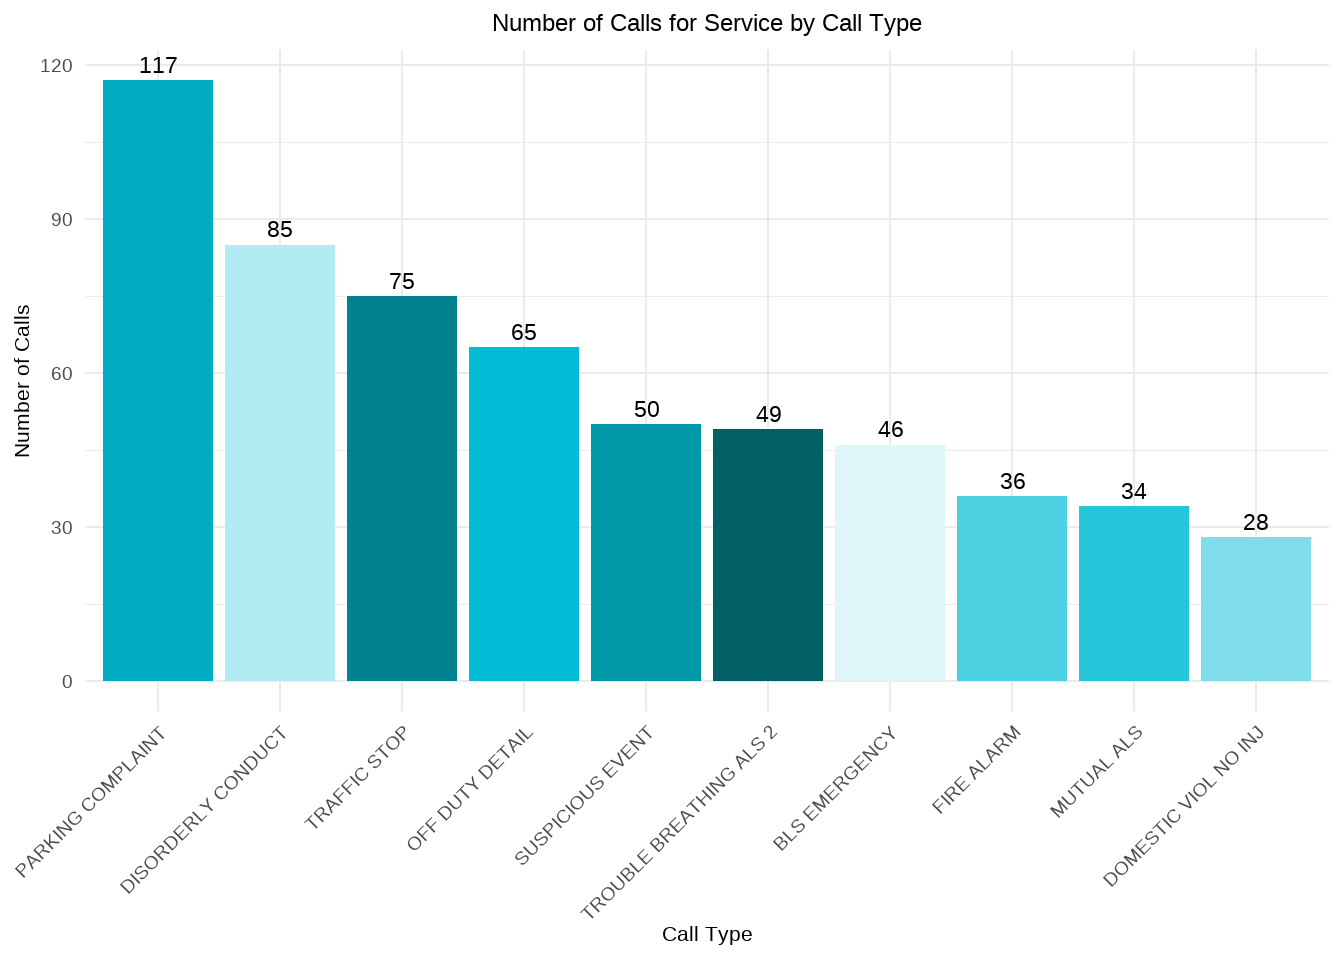 Number of Calls for Service by Call Type
Number of Calls
120
90
60
30
0
117
85
75
65
50
49
46
36
34
28
PARKING COMPLAINT
DISORDERLY CONDUCT
TRAFFIC STOP
OFF DUTY DETAIL
SUSPICIOUS EVENT
TROUBLE BREATHING ALS 2
BLS EMERGENCY
FIRE ALARM
MUTUAL ALS
DOMESTIC VIOL NO INJ
Call Type